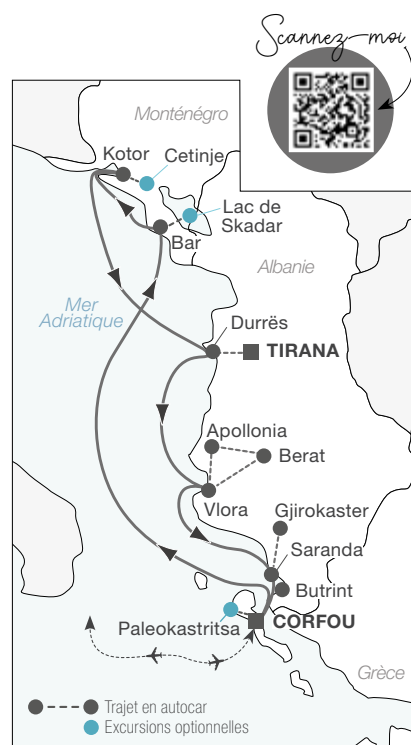 Scannez-moi
Monténégro
Kotor
Cetinje
Lac de
Skadar
Bar
Albanie
Mer
Adriatique
Durrës
TIRANA
Apollonia
Berat
Vlora
Gjirokaster
Saranda
Butrint
Paleokastritsa
CORFOU
Grèce
Trajet en autocar
Excursions optionnelles